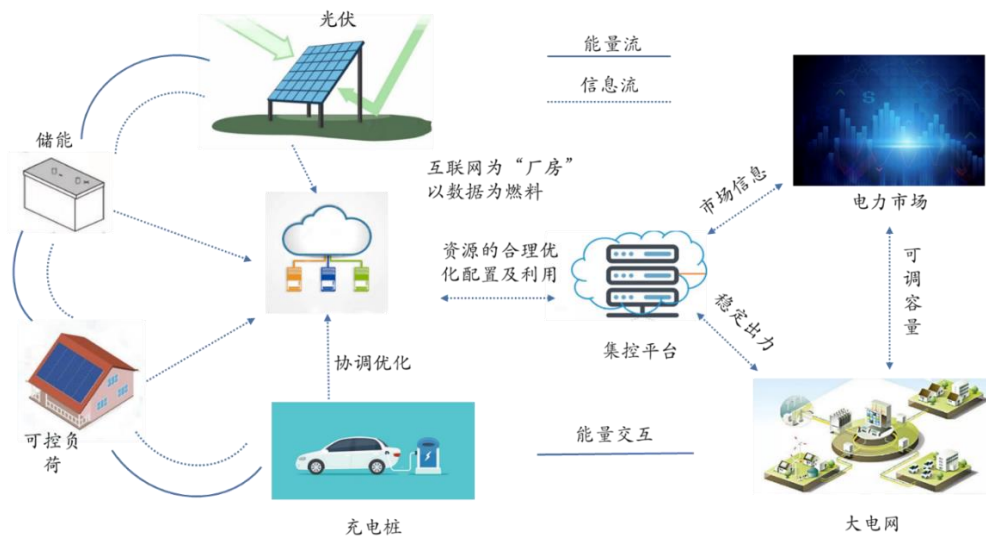 光伏
能量流
信息流
储能
互联网为“厂房”
以数据为燃料
市场信息
电力市场
资源的合理优
化配置及利用
可调容量
稳定出力
集控平台
协调优化
可控负
荷
能量交互
充电桩
大电网